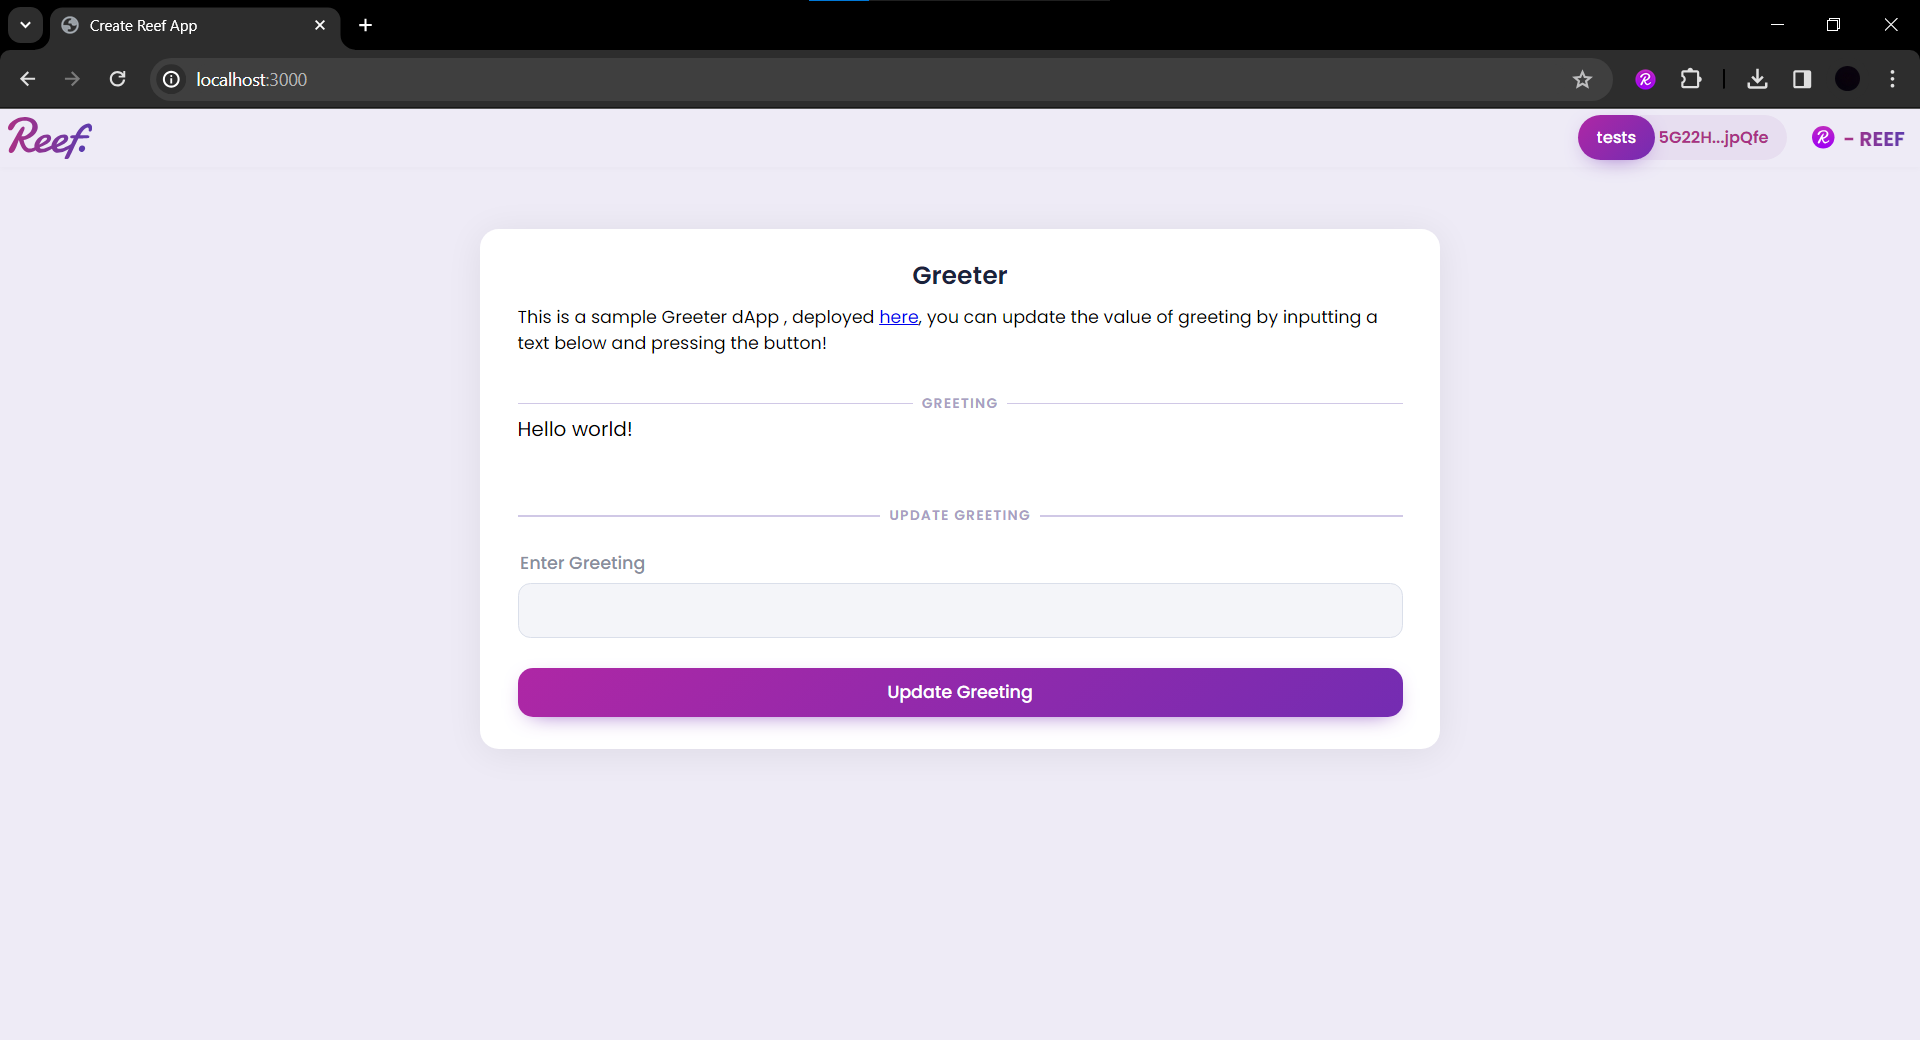 Create Reef App
localhost:3000
Reef.
tests 5G22H...jpQfe - REEF
Greeter
This is a sample Greeter dApp , deployed here, you can update the value of greeting by inputting a
text below and pressing the button!
GREETING
Hello world!
UPDATE GREETING
Enter Greeting
Update Greeting